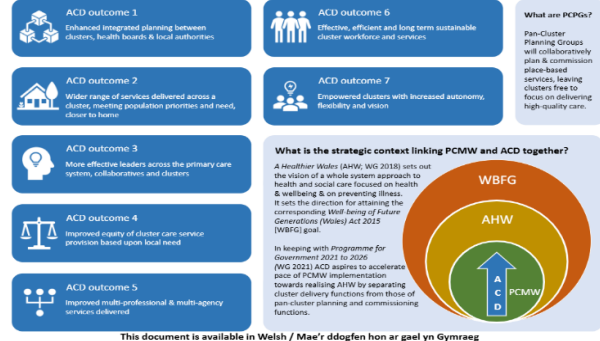 ACD outcome 1
Enhanced integrated planning between
clusters, health boards & local authorities
ACD outcome 2
Wider range of services delivered across a
cluster, meeting population priorities and need,
closer to home
ACD outcome 3
More effective leaders across the primary care
system, collaboratives and clusters
ACD outcome 4
Improved equity of cluster care service
provision based upon local need
ACD outcome 5
Improved multi-professional & multi-agency
services delivered
ACD outcome 6
Effective, efficient and long term sustainable
cluster workforce and services
ACD outcome 7
Empowered clusters with increased autonomy,
flexibility and vision
What are PCPGs?
Pan-Cluster
Planning Groups
will collaboratively
plan & commission
place-based
services, leaving
clusters free to
focus on delivering
high-quality care.
What is the strategic context linking PCMW and ACD together?
A Healthier Wales (AHW; WG 2018) sets out
the vision of a whole system approach to
health and social care focused on health
& wellbeing & on preventing illness.
It sets the direction for attaining the
corresponding Well-being of Future
Generations (Wales) Act 2015
(WBFG) goal.
In keeping with Programme for
Government 2021 to 2026
(WG 2021) ACD aspires to accelerate
pace of PCMW implementation
towards realising AHW by separating
cluster delivery functions from those of
pan-cluster planning and commissioning
functions.
WBFG
AHW
PCMW
A
C
D
This document is available in Welsh / Mae'r ddogfen hon ar gael yn Gymraeg